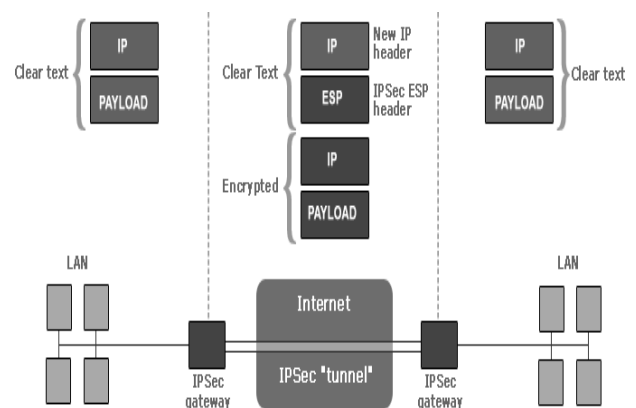 Clear text
IP
PAYLOAD
Clear Text
IP
New IP
header
ESP
IPSec ESP
header
Encrypted
IP
PAYLOAD
IP
PAYLOAD
Clear text
LAN
IPSec
gateway
Internet
IPSec "tunnel"
IPSec
gateway
LAN